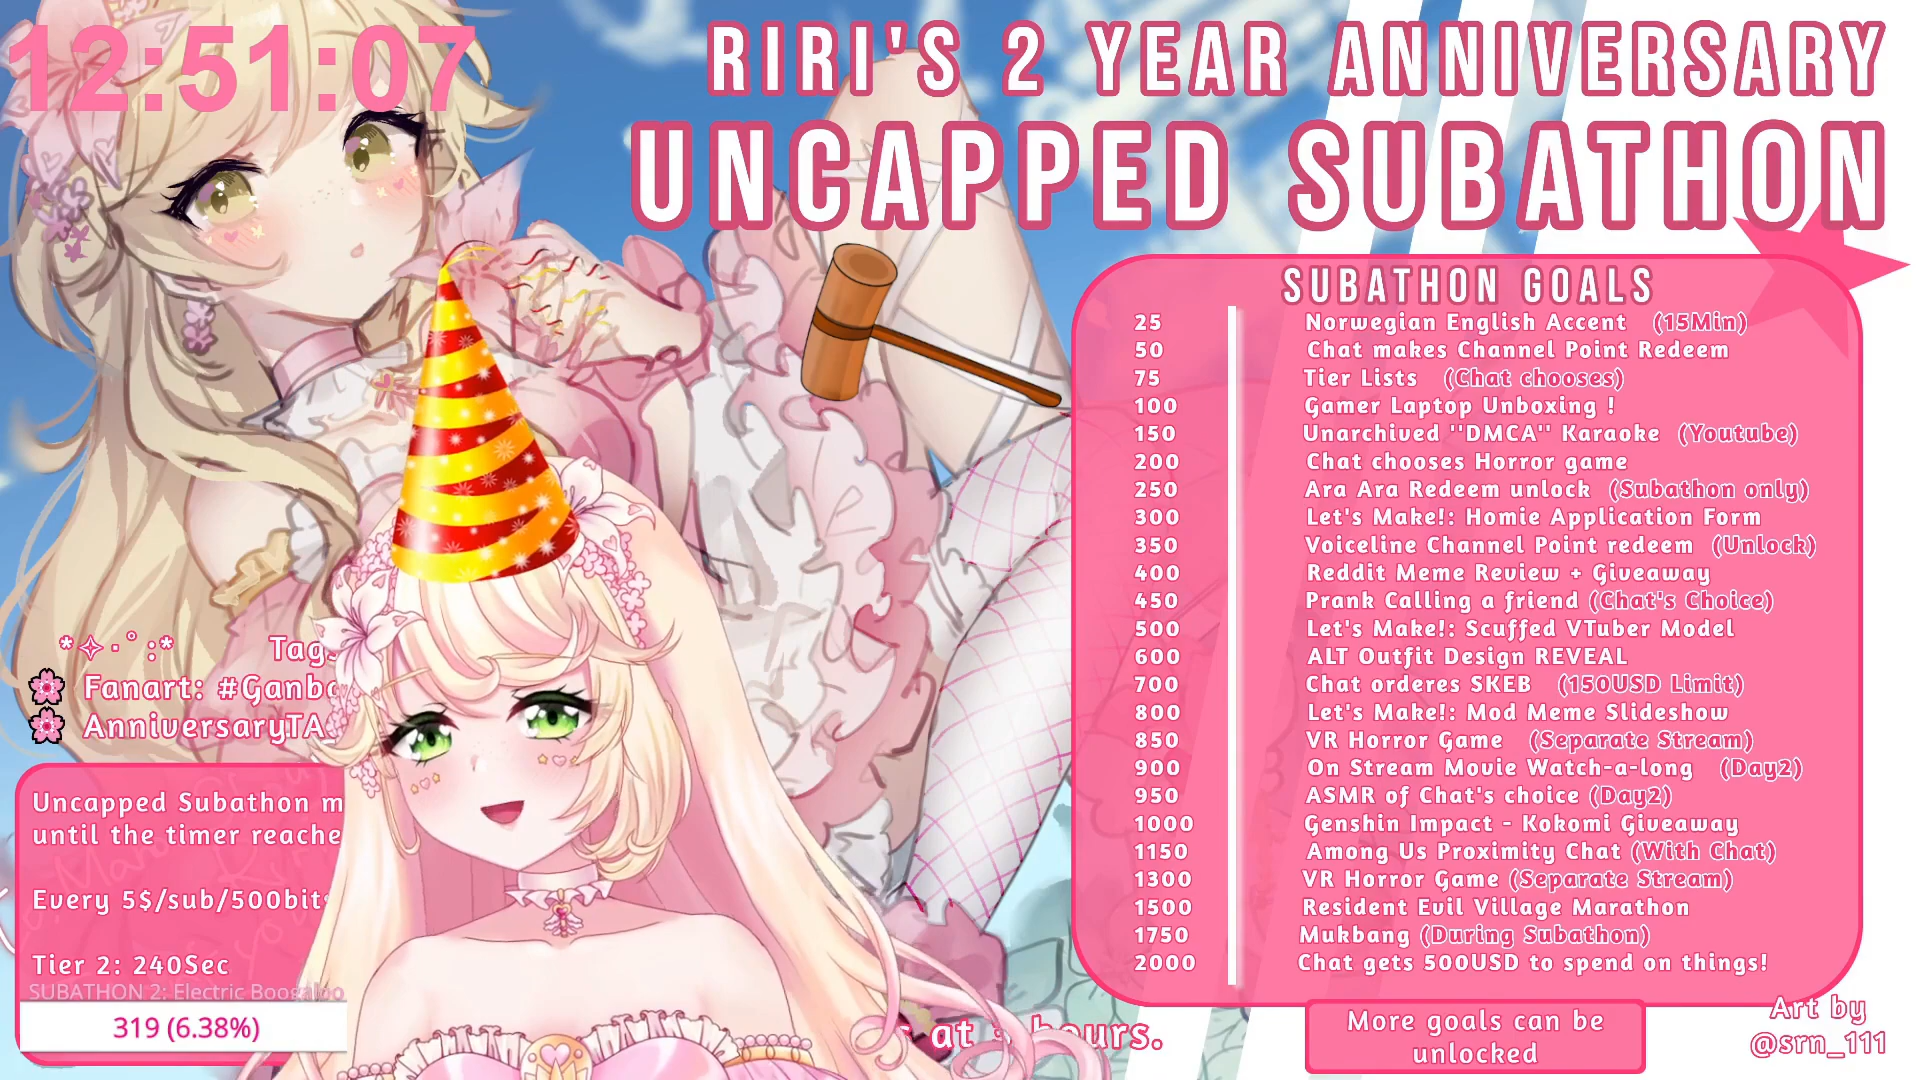 12:51:07
RIRI'S 2 YEAR ANNIVERSARY
UNCAPPED SUBATHON
SUBATHON GOALS
25 Norwegian English Accent (15Min)
50 Chat makes Channel Point Redeem
75 Tier Lists (Chat chooses)
100 Gamer Laptop Unboxing !
150 Unarchived ''DMCA'' Karaoke (Youtube)
200 Chat chooses Horror game
250 Ara Ara Redeem unlock (Subathon only)
300 Let's Make!: Homie Application Form
350 Voiceline Channel Point redeem (Unlock)
400 Reddit Meme Review + Giveaway
450 Prank Calling a friend (Chat's Choice)
500 Let's Make!: Scuffed VTuber Model
600 ALT Outfit Design REVEAL
700 Chat orderes SKEB (150USD Limit)
800 Let's Make!: Mod Meme Slideshow
850 VR Horror Game (Separate Stream)
900 On Stream Movie Watch-a-long (Day2)
950 ASMR of Chat's choice (Day2)
1000 Genshin Impact - Kokomi Giveaway
1150 Among Us Proximity Chat (With Chat)
1300 VR Horror Game (Separate Stream)
1500 Resident Evil Village Marathon
1750 Mukbang (During Subathon)
2000 Chat gets 500USD to spend on things!
More goals can be
unlocked
Art by
@srn_111
*✧･ﾟ:* Tags
Fanart: #Ganba
AnniversaryTA
Uncapped Subathon m
until the timer reache
Every 5$/sub/500bits
Tier 2: 240Sec
SUBATHON 2: Electric Boogaloo
319 (6.38%)
at hours.